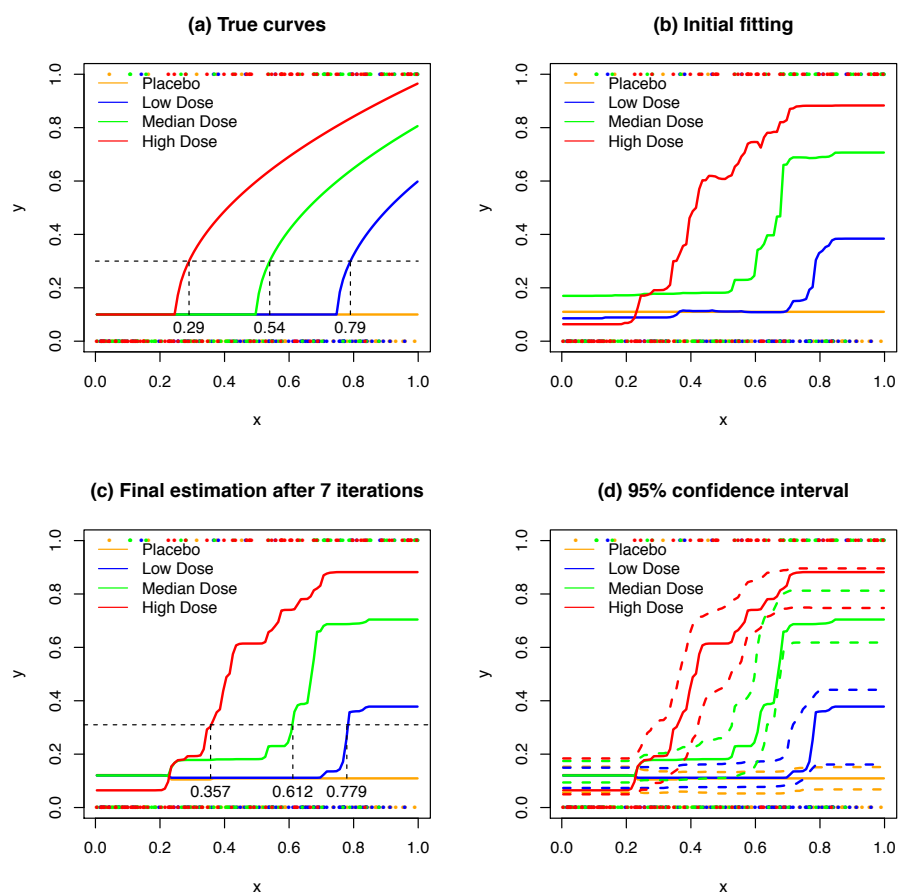 (a) True curves
1.0
0.8
0.6
0.4
0.2
0.0
y
Placebo
Low Dose
Median Dose
High Dose
0.29 0.54 0.79
0.0 0.2 0.4 0.6 0.8 1.0
x
(b) Initial fitting
1.0
0.8
0.6
0.4
0.2
0.0
y
Placebo
Low Dose
Median Dose
High Dose
0.0 0.2 0.4 0.6 0.8 1.0
x
(c) Final estimation after 7 iterations
1.0
0.8
0.6
0.4
0.2
0.0
y
Placebo
Low Dose
Median Dose
High Dose
0.357 0.612 0.779
0.0 0.2 0.4 0.6 0.8 1.0
x
(d) 95% confidence interval
1.0
0.8
0.6
0.4
0.2
0.0
y
Placebo
Low Dose
Median Dose
High Dose
0.0 0.2 0.4 0.6 0.8 1.0
x